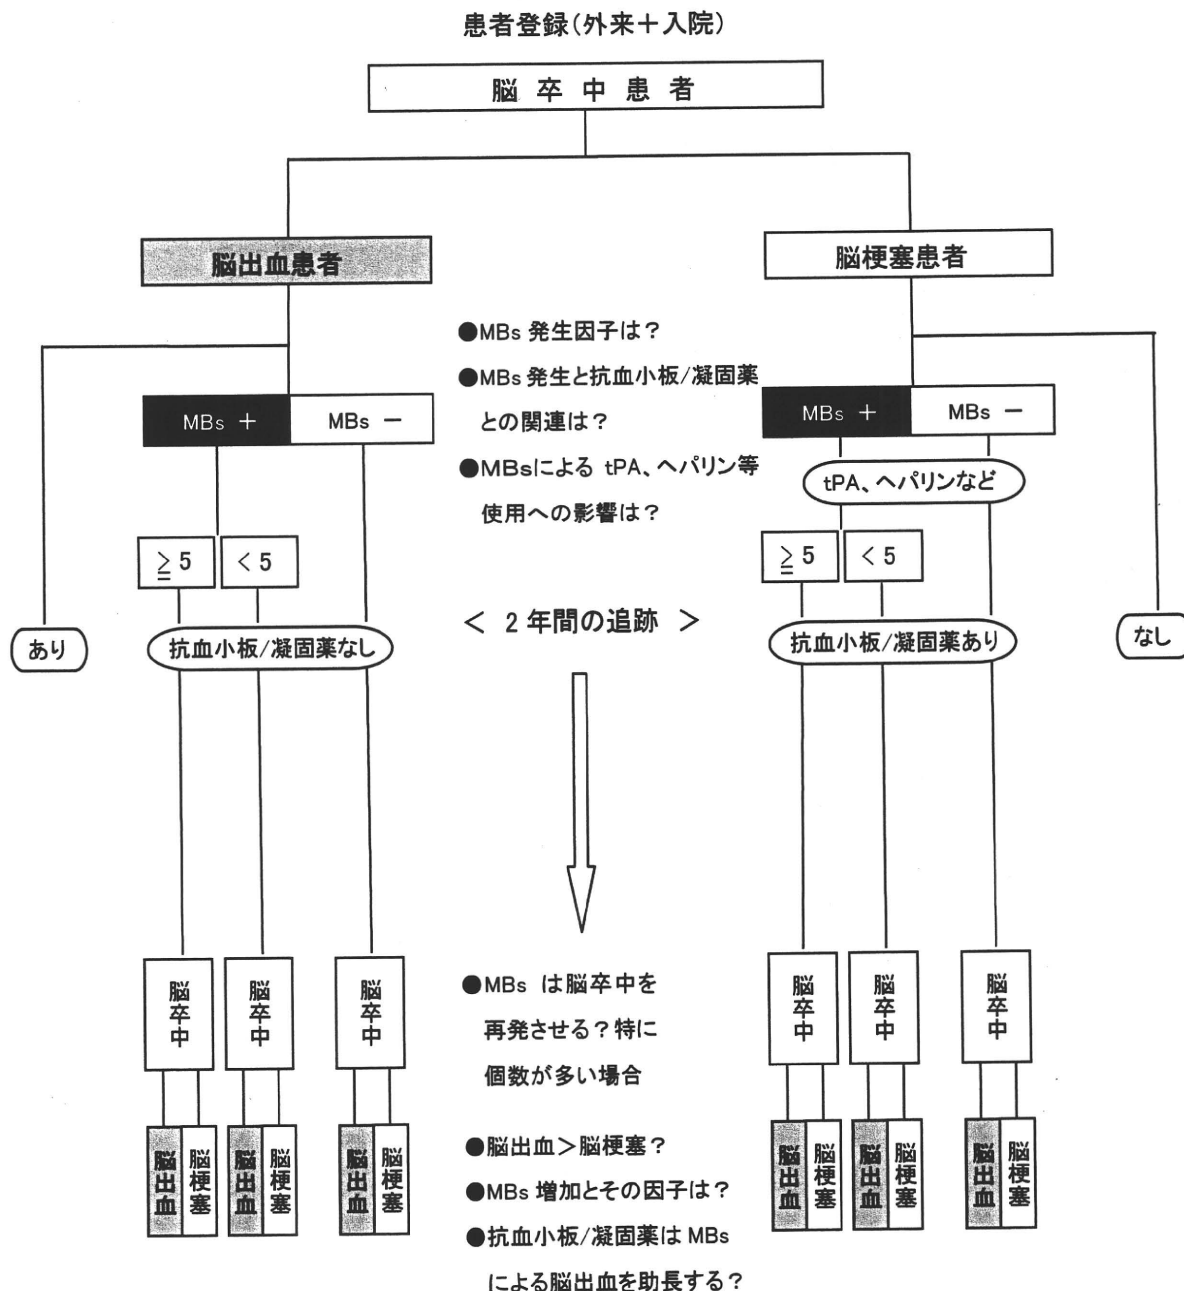 患者登録(外来＋入院)
脳卒中患者
脳出血患者
脳梗塞患者
●MBs 発生因子は？
●MBs 発生と抗血小板/凝固薬
との関連は？
●MBsによる tPA、ヘパリン等
使用への影響は？
MBs ＋
MBs －
MBs ＋
MBs －
tPA、ヘパリンなど
≧5
＜5
≧5
＜5
＜ 2年間の追跡 ＞
あり
抗血小板/凝固薬なし
抗血小板/凝固薬あり
なし
脳卒中
脳卒中
脳卒中
●MBs は脳卒中を
再発させる？特に
個数が多い場合
脳卒中
脳卒中
脳卒中
脳出血
脳梗塞
脳出血
脳梗塞
脳出血
脳梗塞
●脳出血＞脳梗塞？
●MBs 増加とその因子は？
●抗血小板/凝固薬は MBs
による脳出血を助長する？
脳出血
脳梗塞
脳出血
脳梗塞
脳出血
脳梗塞